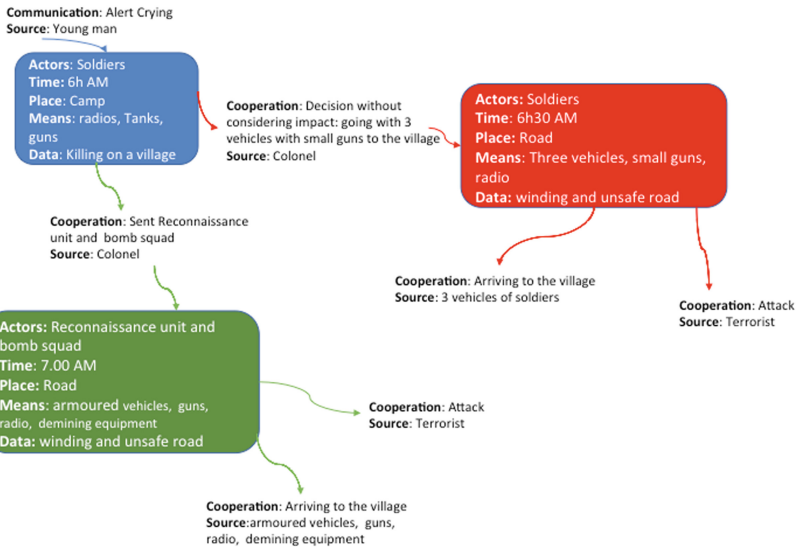 Communication: Alert Crying
Source: Young man
Actors: Soldiers
Time: 6h AM
Place: Camp
Means: radios, Tanks,
guns
Data: Killing on a village
Cooperation: Decision without
considering impact: going with 3
vehicles with small guns to the village
Source: Colonel
Actors: Soldiers
Time: 6h30 AM
Place: Road
Means: Three vehicles, small guns,
radio
Data: winding and unsafe road
Cooperation: Sent Reconnaissance
unit and bomb squad
Source: Colonel
Cooperation: Arriving to the village
Source: 3 vehicles of soldiers
Cooperation: Attack
Source: Terrorist
Actors: Reconnaissance unit and
bomb squad
Time: 7.00 AM
Place: Road
Means: armoured vehicles, guns,
radio, demining equipment
Data: winding and unsafe road
Cooperation: Attack
Source: Terrorist
Cooperation: Arriving to the village
Source:armoured vehicles, guns,
radio, demining equipment